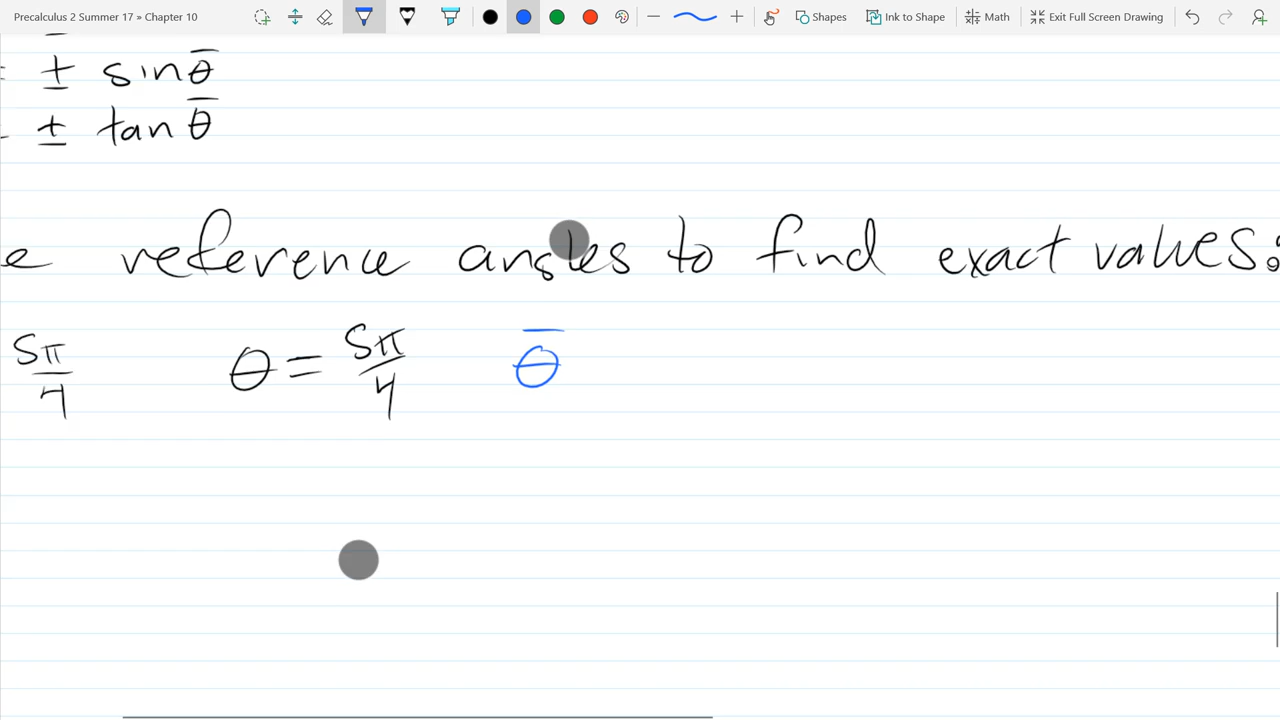 Precalculus 2 Summer 17 » Chapter 10 Shapes Ink to Shape Math Exit Full Screen Drawing
= ± sin θ̅
± tan θ̅
e reference angles to find exact values:
5π/4 θ = 5π/4 θ̅